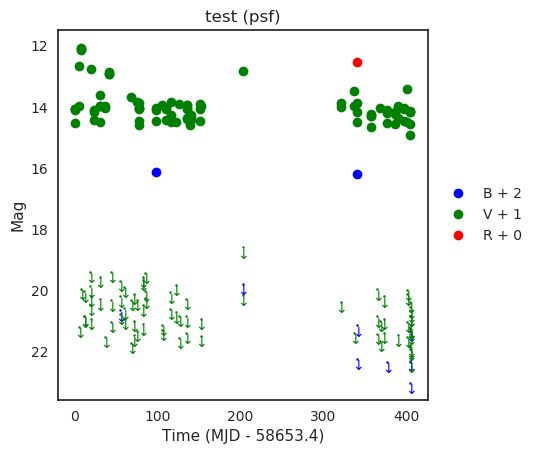 test (psf)
12
14
16
18
20
22
Mag
0
100
200
300
400
Time (MJD - 58653.4)
B + 2
V + 1
R + 0